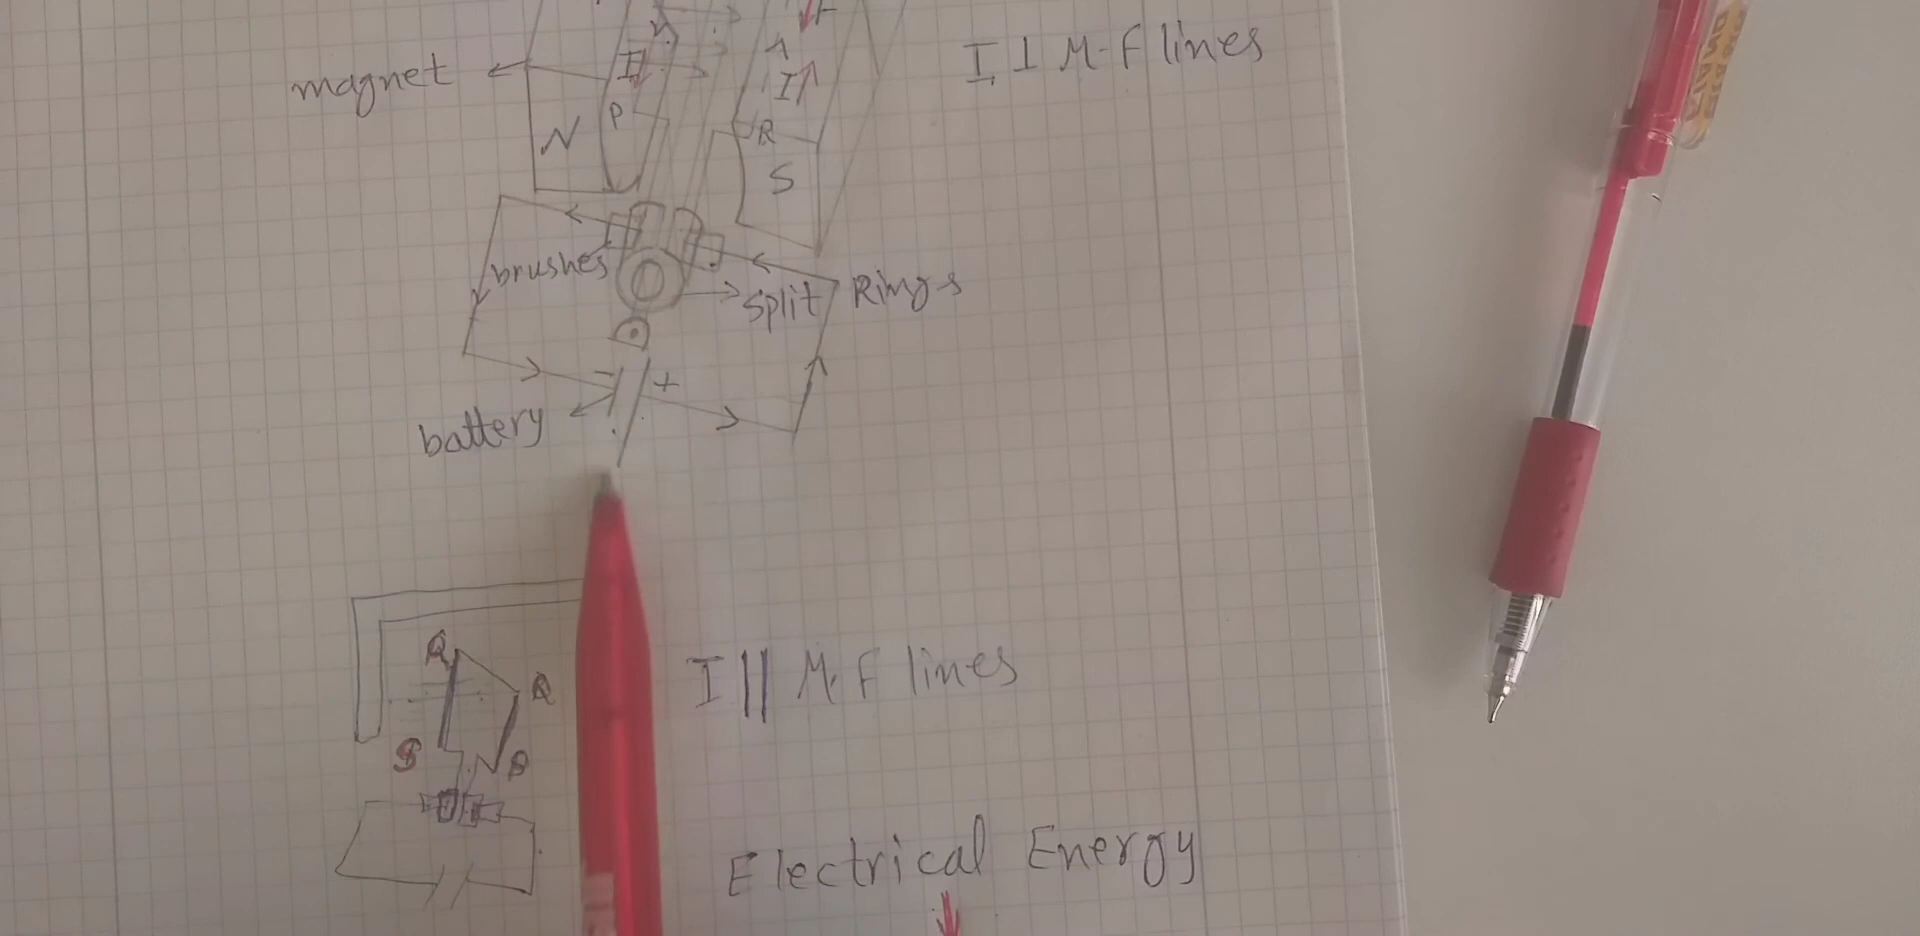 I ⊥ M·F lines
magnet
I
I
P
N
R
S
brushes
Split Rings
- +
battery
Q
R
I || M.F lines
S
Electrical Energy